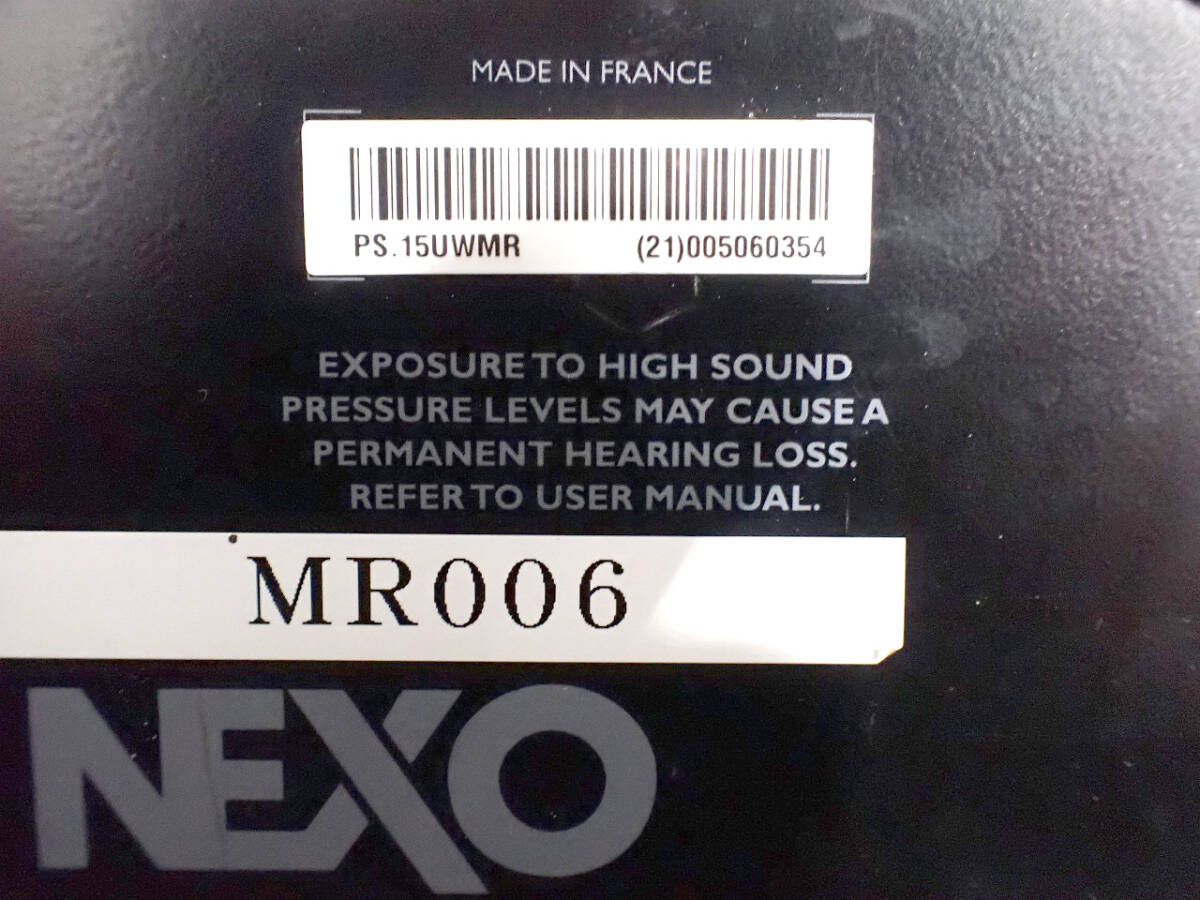 MADE IN FRANCE
PS.15UWMR (21)005060354
EXPOSURE TO HIGH SOUND
PRESSURE LEVELS MAY CAUSE A
PERMANENT HEARING LOSS.
REFER TO USER MANUAL.
MR006
NEXO